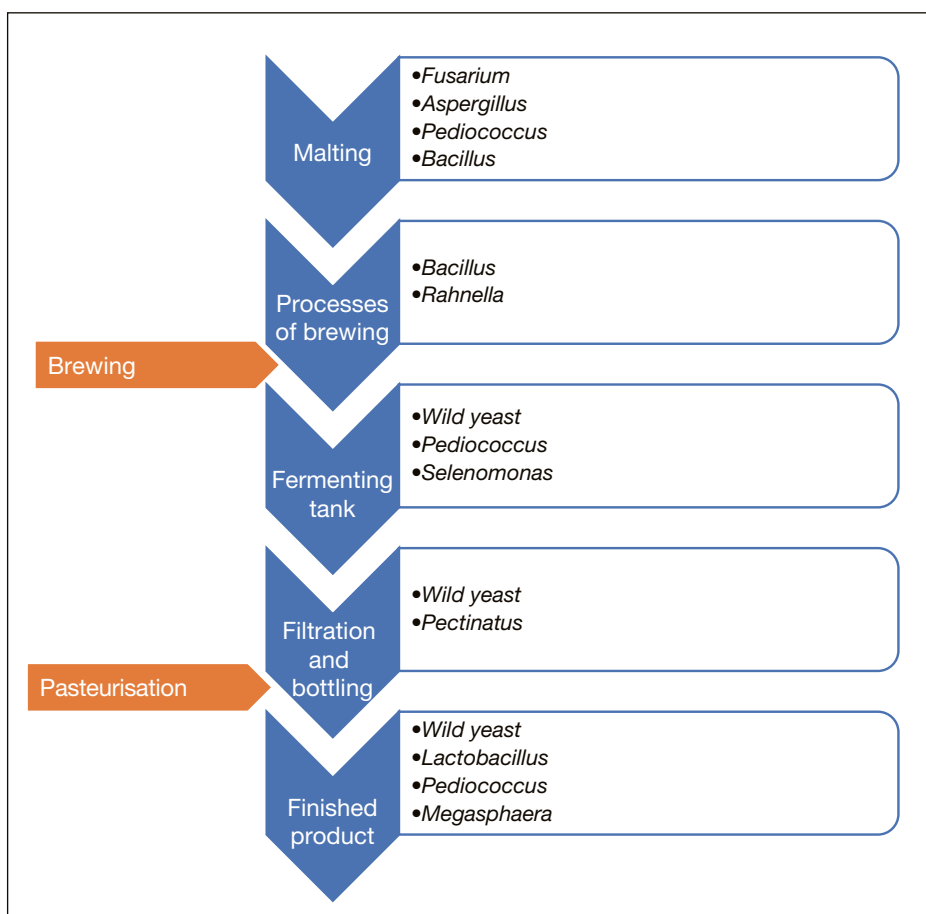 Malting
•Fusarium
•Aspergillus
•Pediococcus
•Bacillus
Processes
of brewing
•Bacillus
•Rahnella
Brewing
Fermenting
tank
•Wild yeast
•Pediococcus
•Selenomonas
Filtration
and
bottling
•Wild yeast
•Pectinatus
Pasteurisation
Finished
product
•Wild yeast
•Lactobacillus
•Pediococcus
•Megasphaera